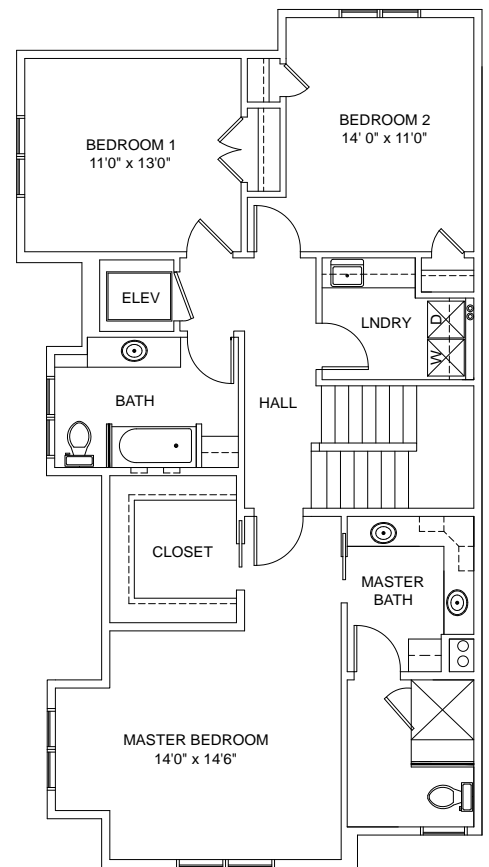 BEDROOM 2
14' 0" x 11'0"
BEDROOM 1
11'0" x 13'0"
ELEV
LNDRY
D
W
BATH
HALL
CLOSET
MASTER
BATH
MASTER BEDROOM
14'0" x 14'6"